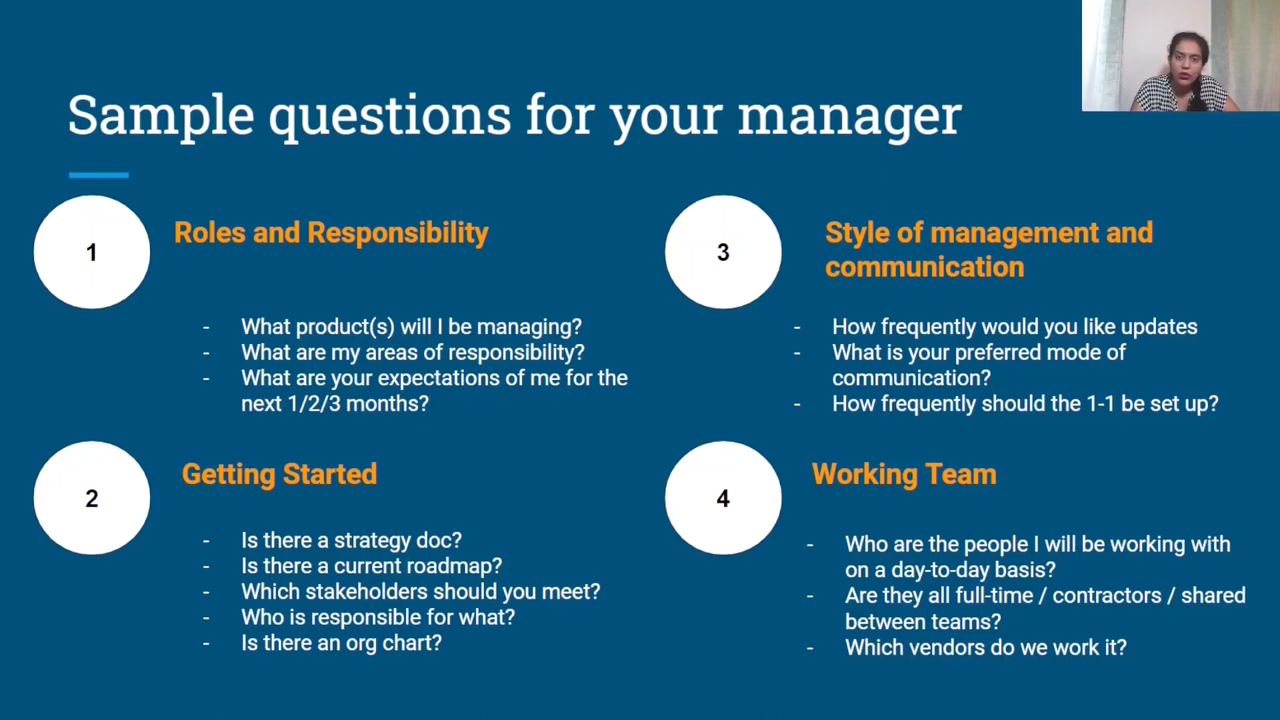 Sample questions for your manager
1
Roles and Responsibility
- What product(s) will I be managing?
- What are my areas of responsibility?
- What are your expectations of me for the
next 1/2/3 months?
2
Getting Started
- Is there a strategy doc?
- Is there a current roadmap?
- Which stakeholders should you meet?
- Who is responsible for what?
- Is there an org chart?
3
Style of management and
communication
- How frequently would you like updates
- What is your preferred mode of
communication?
- How frequently should the 1-1 be set up?
4
Working Team
- Who are the people I will be working with
on a day-to-day basis?
- Are they all full-time / contractors / shared
between teams?
- Which vendors do we work it?